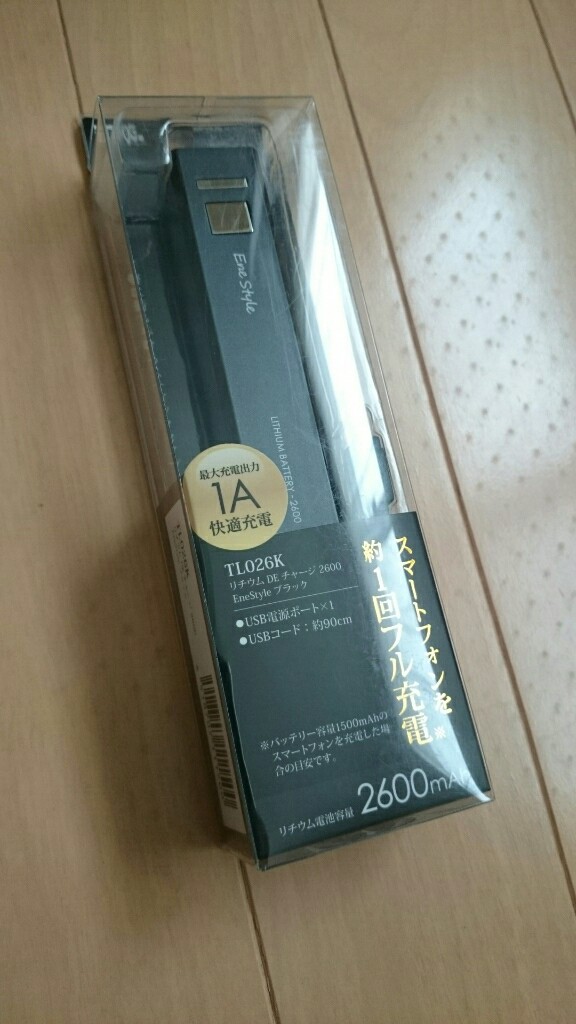 Ene Style
LITHIUM BATTERY - 2600
最大充電出力
1A
快適充電
TL026K
リチウム DE チャージ 2600
EneStyle ブラック
●USB電源ポート×1
●USBコード：約90cm
スマートフォンを
約1回フル充電※
※バッテリー容量1500mAhの
スマートフォンを充電した場
合の目安です。
リチウム電池容量 2600mAh